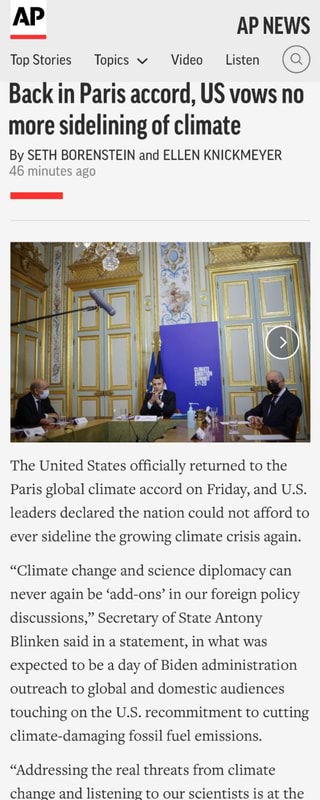 AP
AP NEWS
Top Stories Topics Video Listen
Back in Paris accord, US vows no
more sidelining of climate
By SETH BORENSTEIN and ELLEN KNICKMEYER
46 minutes ago
CLIMATE
AMBITION
SUMMIT
The United States officially returned to the
Paris global climate accord on Friday, and U.S.
leaders declared the nation could not afford to
ever sideline the growing climate crisis again.
“Climate change and science diplomacy can
never again be ‘add-ons’ in our foreign policy
discussions,” Secretary of State Antony
Blinken said in a statement, in what was
expected to be a day of Biden administration
outreach to global and domestic audiences
touching on the U.S. recommitment to cutting
climate-damaging fossil fuel emissions.
“Addressing the real threats from climate
change and listening to our scientists is at the